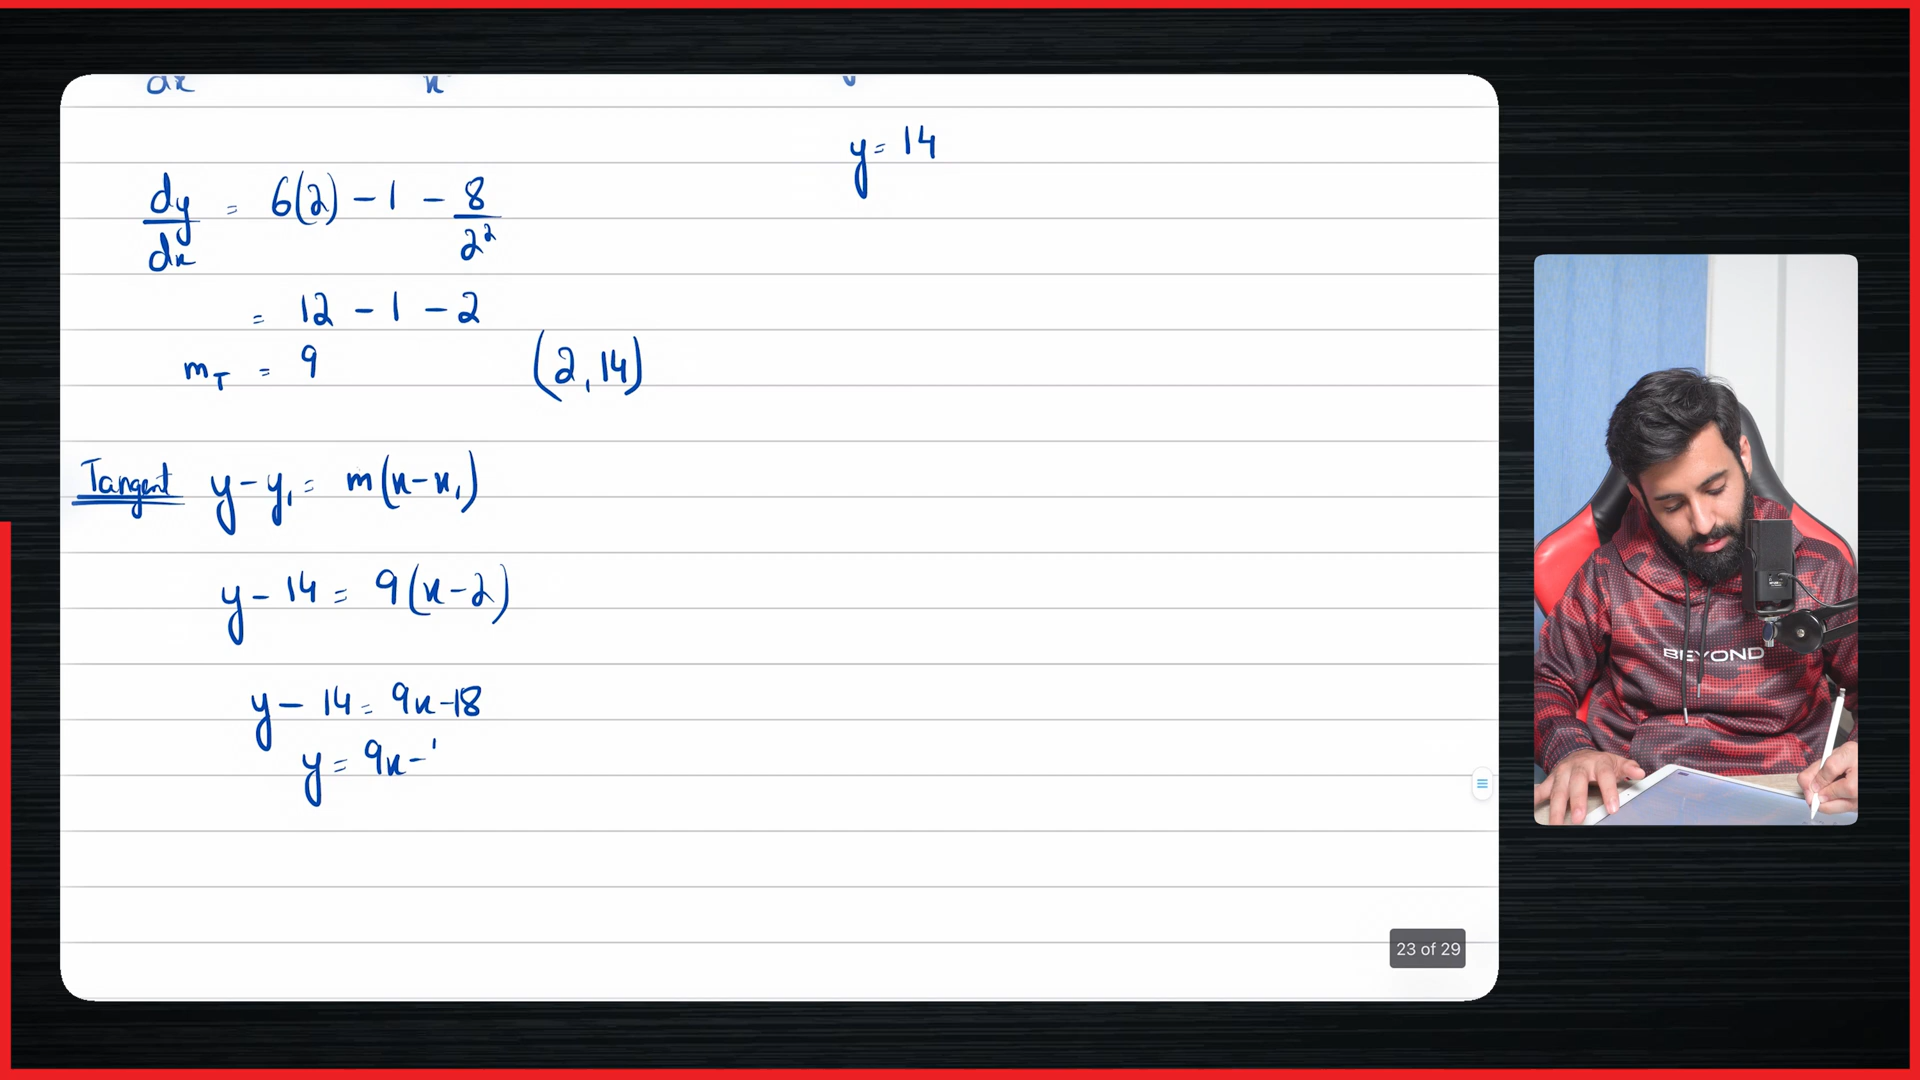 dx x
y = 14
dy/dx = 6(2) - 1 - 8/2²
= 12 - 1 - 2
m_T = 9 (2, 14)
Tangent y - y₁ = m(x - x₁)
y - 14 = 9(x - 2)
y - 14 = 9x - 18
y = 9x -
BEYOND
23 of 29